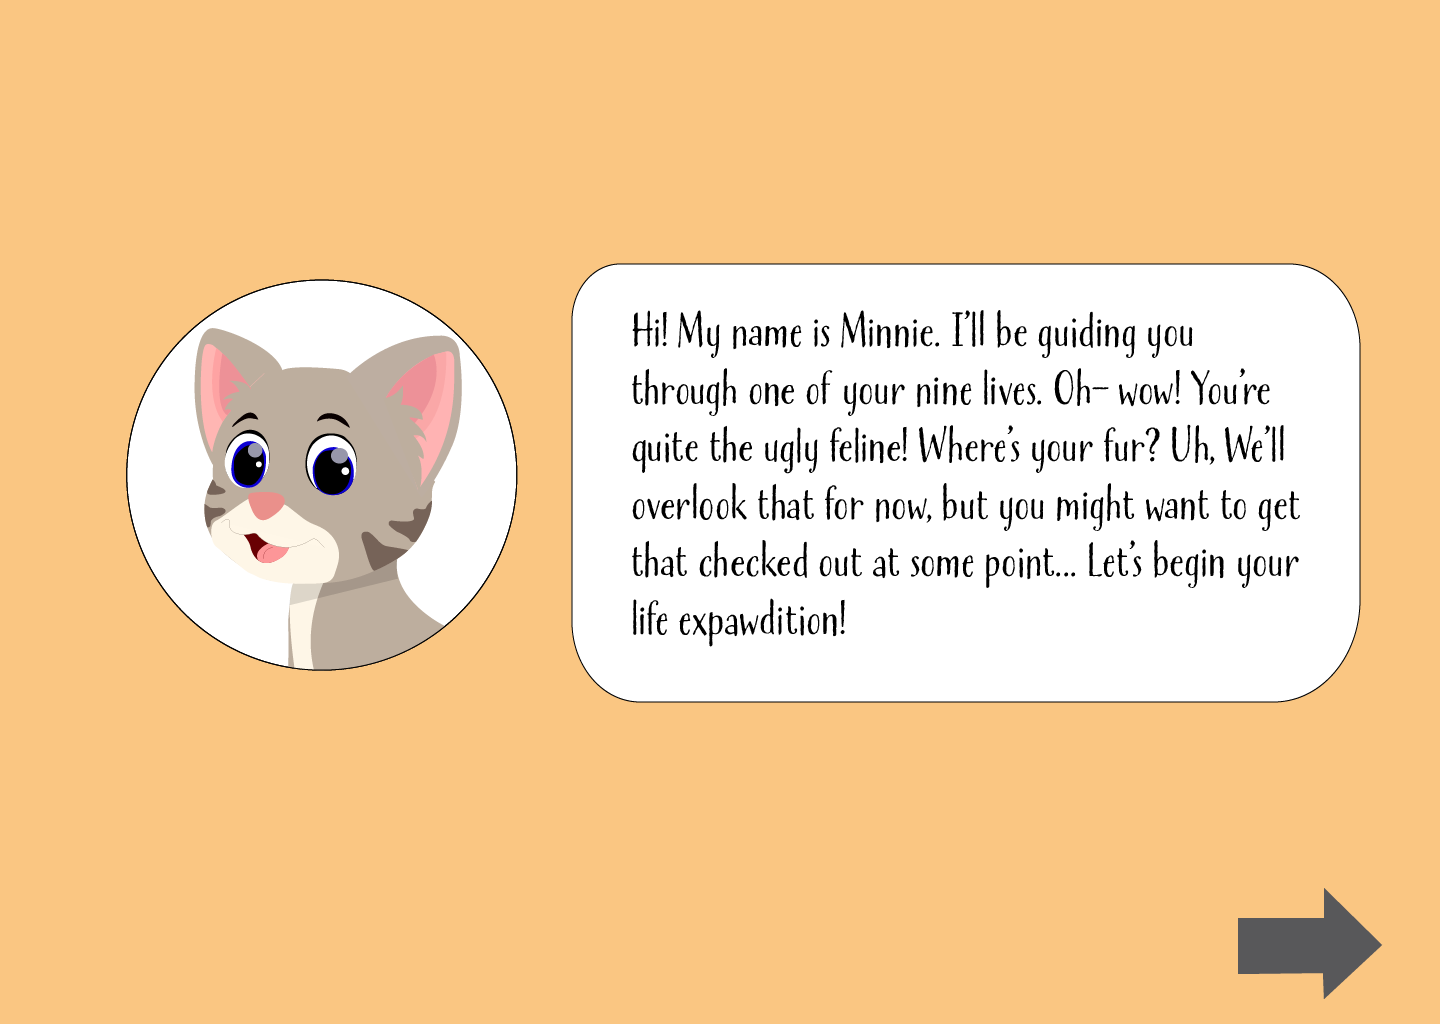 Hi! My name is Minnie. I'll be guiding you
through one of your nine lives. Oh– wow! You're
quite the ugly feline! Where's your fur? Uh, We'll
overlook that for now, but you might want to get
that checked out at some point... Let's begin your
life expawdition!